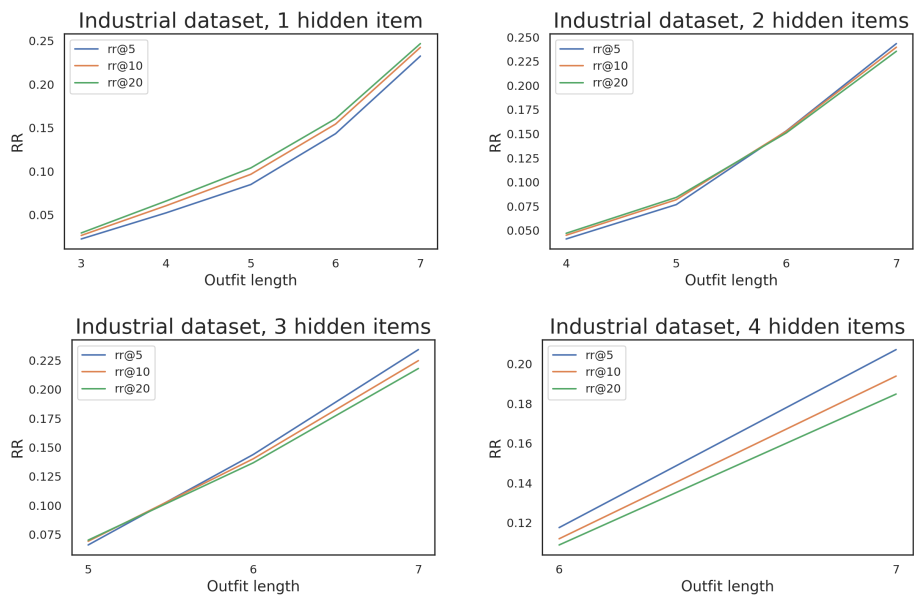 Industrial dataset, 1 hidden item
0.25
0.20
0.15
0.10
0.05
RR
rr@5
rr@10
rr@20
3 4 5 6 7
Outfit length
Industrial dataset, 2 hidden items
0.250
0.225
0.200
0.175
0.150
0.125
0.100
0.075
0.050
RR
rr@5
rr@10
rr@20
4 5 6 7
Outfit length
Industrial dataset, 3 hidden items
0.225
0.200
0.175
0.150
0.125
0.100
0.075
RR
rr@5
rr@10
rr@20
5 6 7
Outfit length
Industrial dataset, 4 hidden items
0.20
0.18
0.16
0.14
0.12
RR
rr@5
rr@10
rr@20
6 7
Outfit length